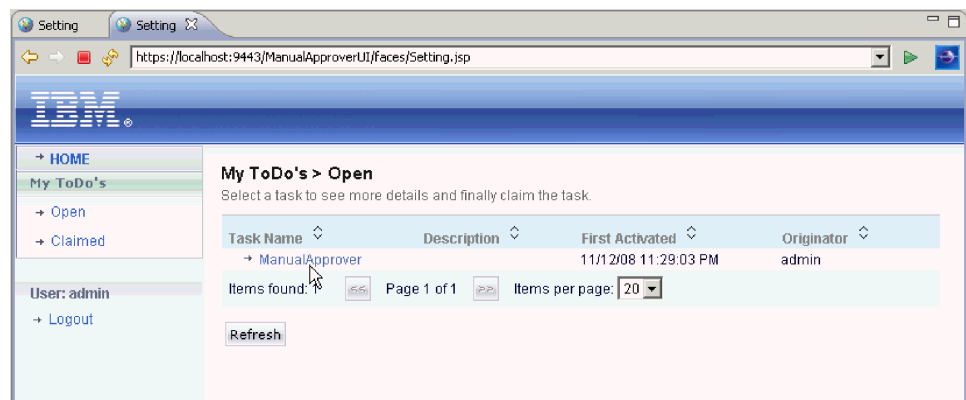 Setting Setting
https://localhost:9443/ManualApproverUI/faces/Setting.jsp
IBM®
HOME
My ToDo's
Open
Claimed
User: admin
Logout
My ToDo's > Open
Select a task to see more details and finally claim the task.
Task Name Description First Activated Originator
ManualApprover 11/12/08 11:29:03 PM admin
Items found: << Page 1 of 1 >> Items per page: 20
Refresh